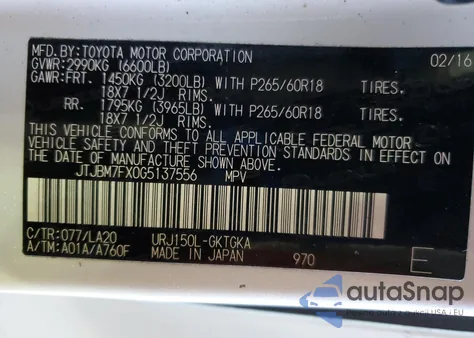 MFD.BY:TOYOTA MOTOR CORPORATION 02/16
GVWR:2990KG (6600LB)
GAWR:FRT. 1450KG (3200LB) WITH P265/60R18 TIRES.
18X7 1/2J RIMS.
RR. 1795KG (3965LB) WITH P265/60R18 TIRES.
18X7 1/2J RIMS.
THIS VEHICLE CONFORMS TO ALL APPLICABLE FEDERAL MOTOR
VEHICLE SAFETY AND THEFT PREVENTION STANDARDS IN EFFECT
ON THE DATE OF MANUFACTURE SHOWN ABOVE.
JTJBM7FX0G5137556 MPV
C/TR:077/LA20 URJ150L-GKTGKA
A/TM:A01A/A760F MADE IN JAPAN 970 E
autoSnap